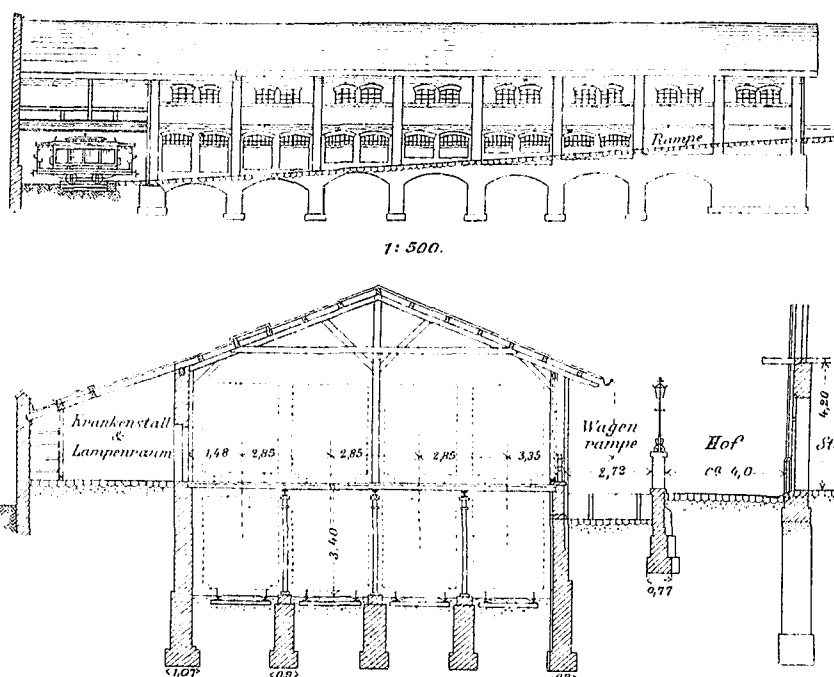 Rampe
1:500.
Krankenstall
&
Lampenraum
1,48 2,85 2,85 2,85 3,35
Wagen
rampe
2,72
Hof
ca 4,0
4,20
St
3,40
0,77
1,07